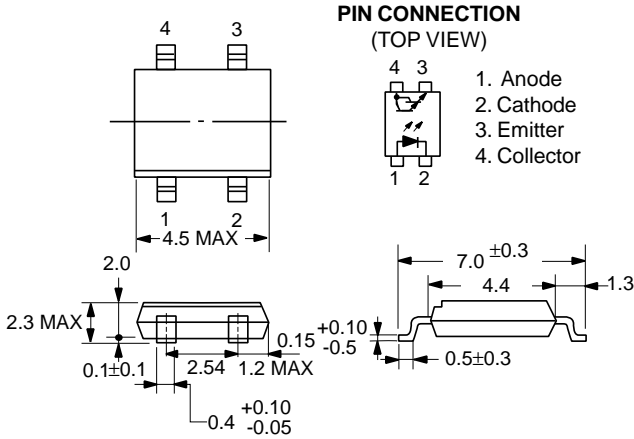 PIN CONNECTION
(TOP VIEW)
4 3
4 3
1. Anode
2. Cathode
3. Emitter
4. Collector
1 2
1 2
4.5 MAX
7.0 ±0.3
4.4
1.3
2.0
2.3 MAX
0.15 +0.10
-0.5
0.1±0.1
2.54
1.2 MAX
0.5±0.3
0.4 +0.10
-0.05